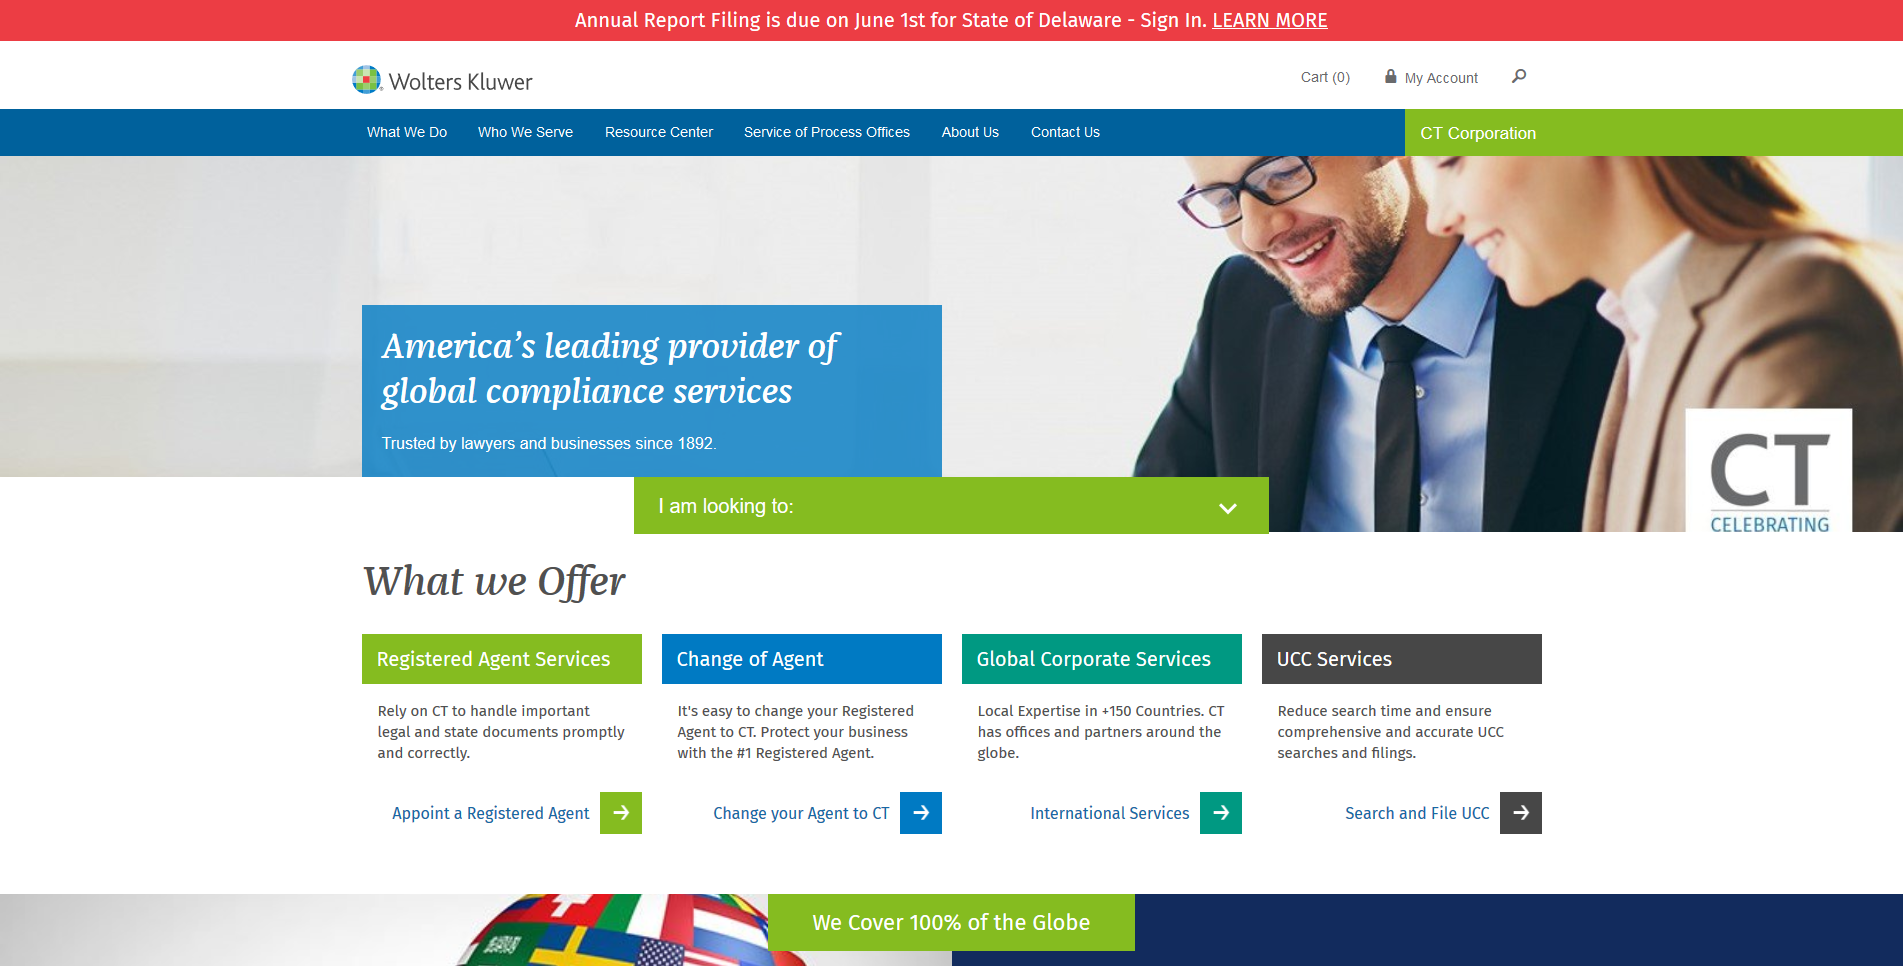 Annual Report Filing is due on June 1st for State of Delaware - Sign In. LEARN MORE
Wolters Kluwer
Cart (0)
My Account
What We Do
Who We Serve
Resource Center
Service of Process Offices
About Us
Contact Us
CT Corporation
America’s leading provider of
global compliance services
Trusted by lawyers and businesses since 1892.
CT
CELEBRATING
I am looking to:
What we Offer
Registered Agent Services
Rely on CT to handle important
legal and state documents promptly
and correctly.
Appoint a Registered Agent
Change of Agent
It's easy to change your Registered
Agent to CT. Protect your business
with the #1 Registered Agent.
Change your Agent to CT
Global Corporate Services
Local Expertise in +150 Countries. CT
has offices and partners around the
globe.
International Services
UCC Services
Reduce search time and ensure
comprehensive and accurate UCC
searches and filings.
Search and File UCC
We Cover 100% of the Globe